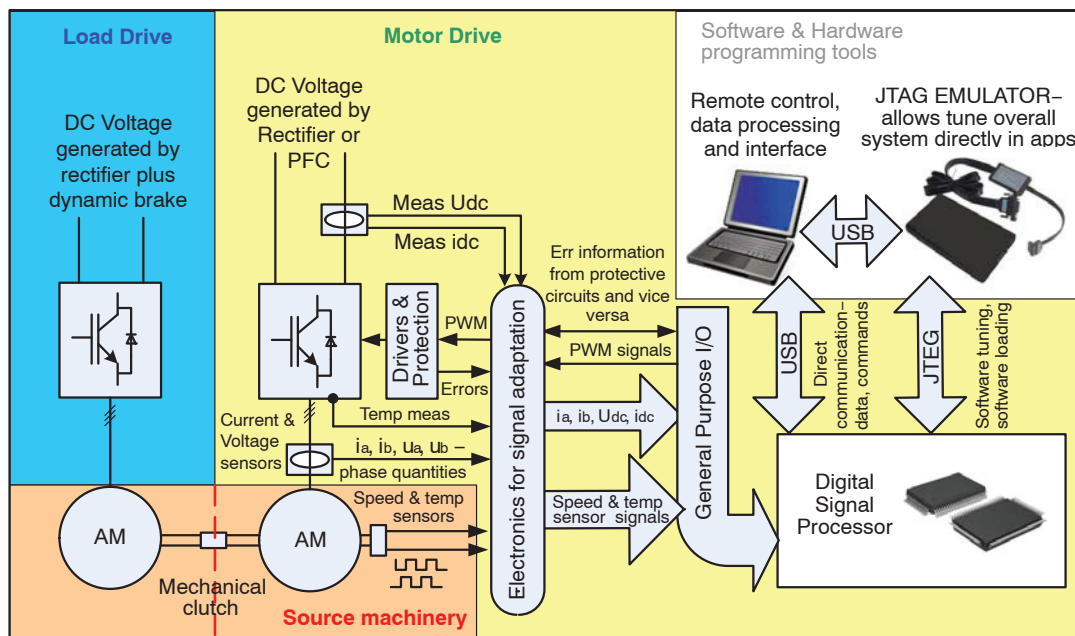 Load Drive
DC Voltage
generated by
rectifier plus
dynamic brake
Motor Drive
DC Voltage
generated by
Rectifier or
PFC
Meas Udc
Meas idc
Drivers &
Protection
PWM
Errors
Temp meas
Current &
Voltage
sensors
ia, ib, ua, ub –
phase quantities
Speed & temp
sensors
Electronics for signal adaptation
Err information
from protective
circuits and vice
versa
PWM signals
ia, ib, Udc, idc
Speed & temp
sensor signals
General Purpose I/O
Software & Hardware
programming tools
Remote control,
data processing
and interface
JTAG EMULATOR–
allows tune overall
system directly in apps
USB
USB
Direct
communication–
data, commands
JTEG
Software tuning,
software loading
Digital
Signal
Processor
AM
AM
Mechanical
clutch
Source machinery